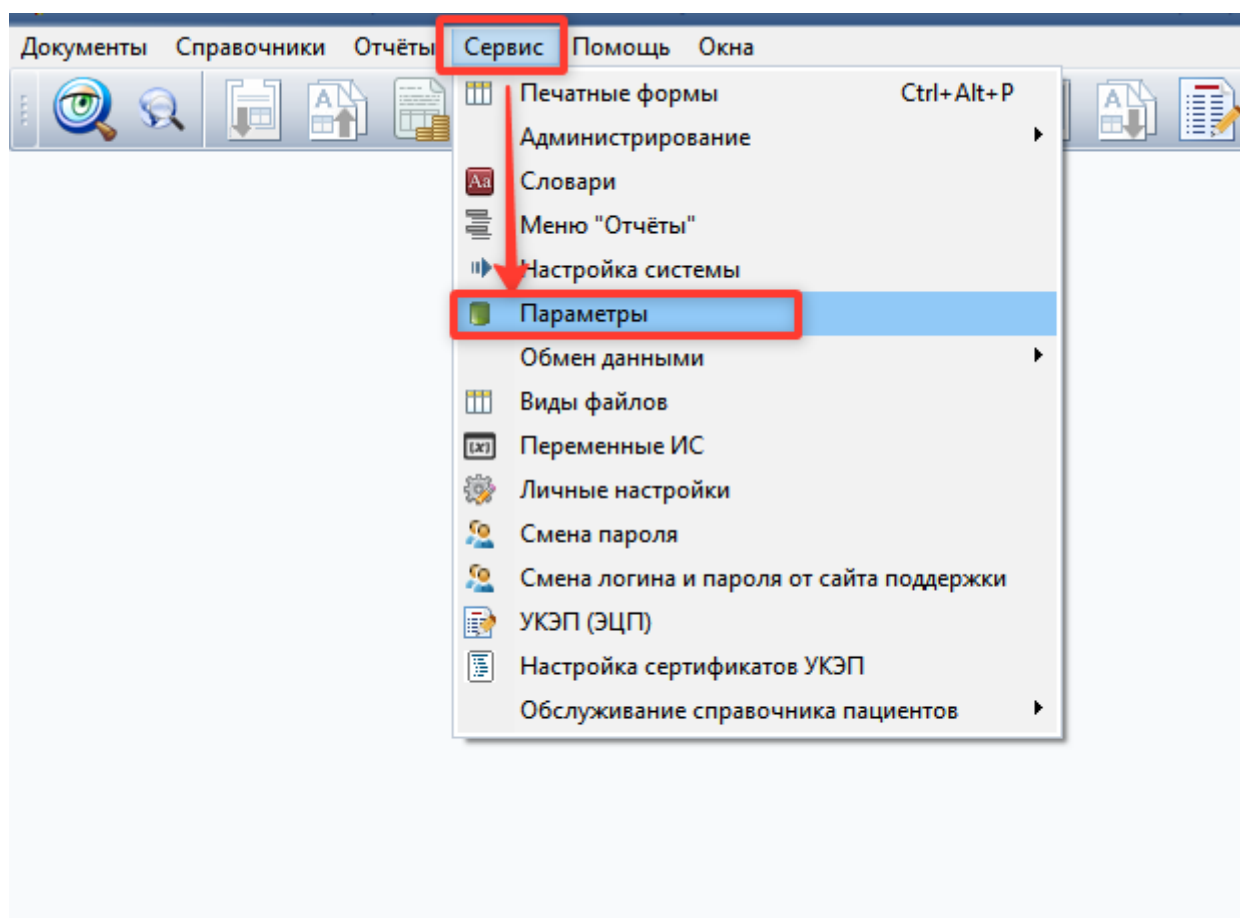 Документы Справочники Отчёты Сервис Помощь Окна
Печатные формы Ctrl+Alt+P
Администрирование
Словари
Меню "Отчёты"
Настройка системы
Параметры
Обмен данными
Виды файлов
Переменные ИС
Личные настройки
Смена пароля
Смена логина и пароля от сайта поддержки
УКЭП (ЭЦП)
Настройка сертификатов УКЭП
Обслуживание справочника пациентов